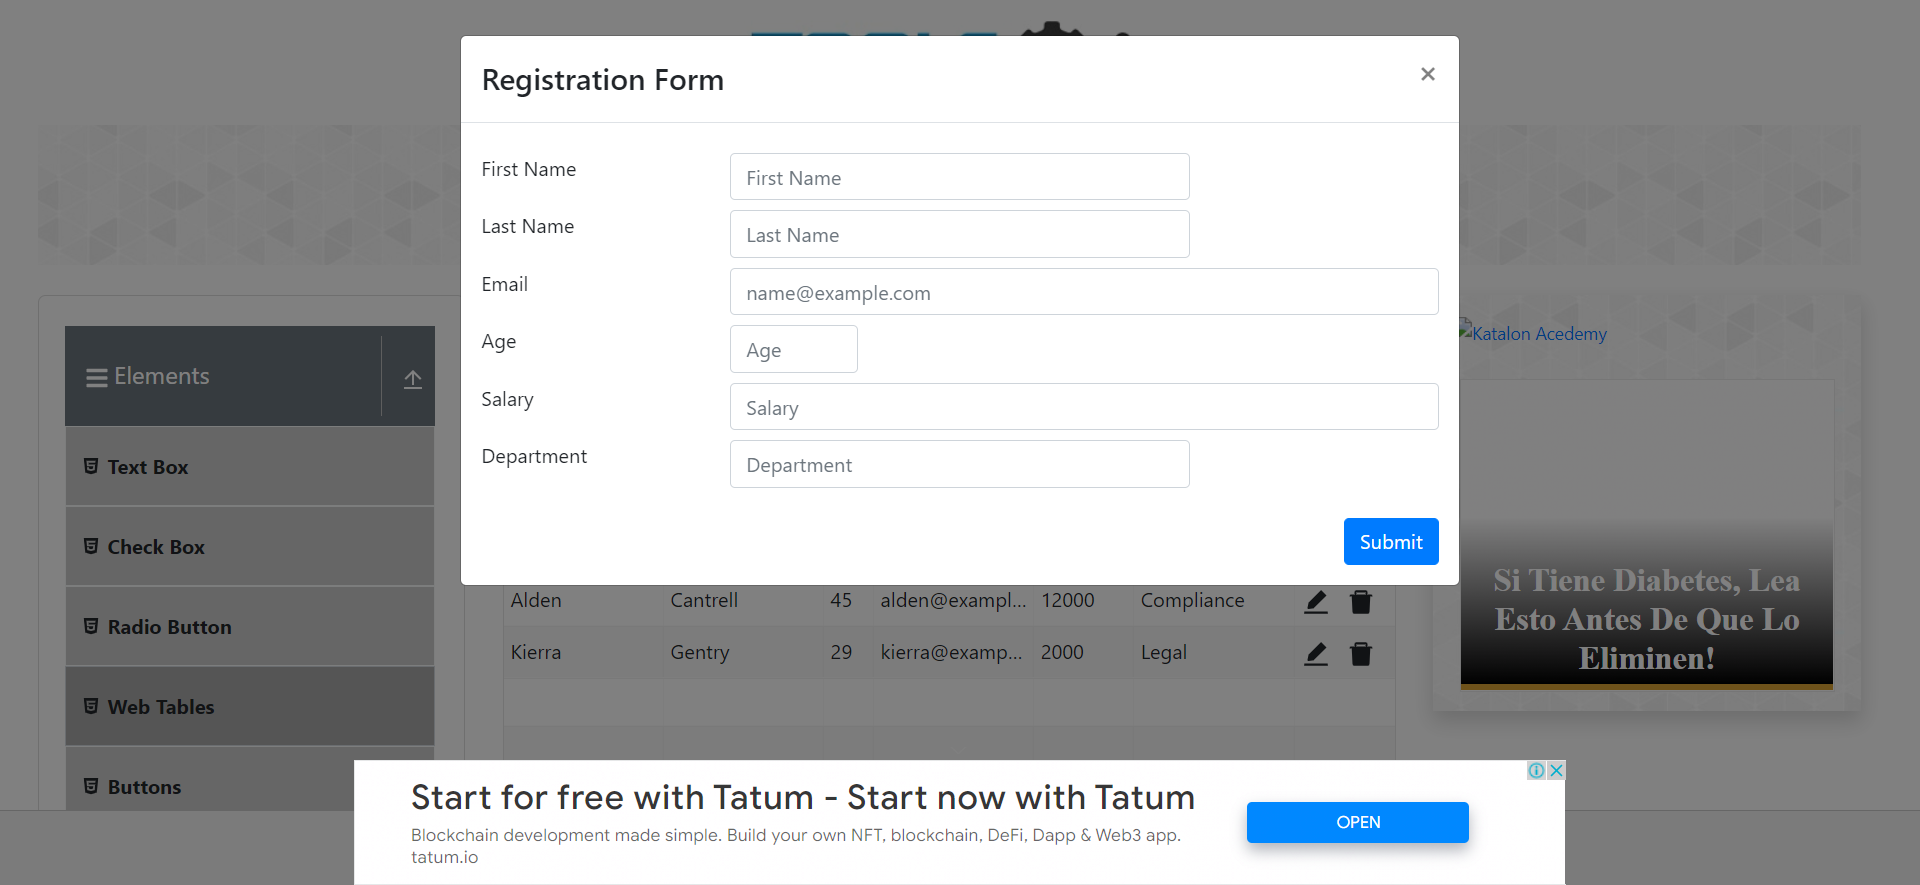 Registration Form
×
First Name
First Name
Last Name
Last Name
Email
name@example.com
Age
Age
Salary
Salary
Department
Department
Submit
Elements
Text Box
Check Box
Radio Button
Web Tables
Buttons
Alden Cantrell 45 alden@exampl... 12000 Compliance
Kierra Gentry 29 kierra@examp... 2000 Legal
Katalon Acedemy
Si Tiene Diabetes, Lea
Esto Antes De Que Lo
Eliminen!
Start for free with Tatum - Start now with Tatum
Blockchain development made simple. Build your own NFT, blockchain, DeFi, Dapp & Web3 app.
tatum.io
OPEN